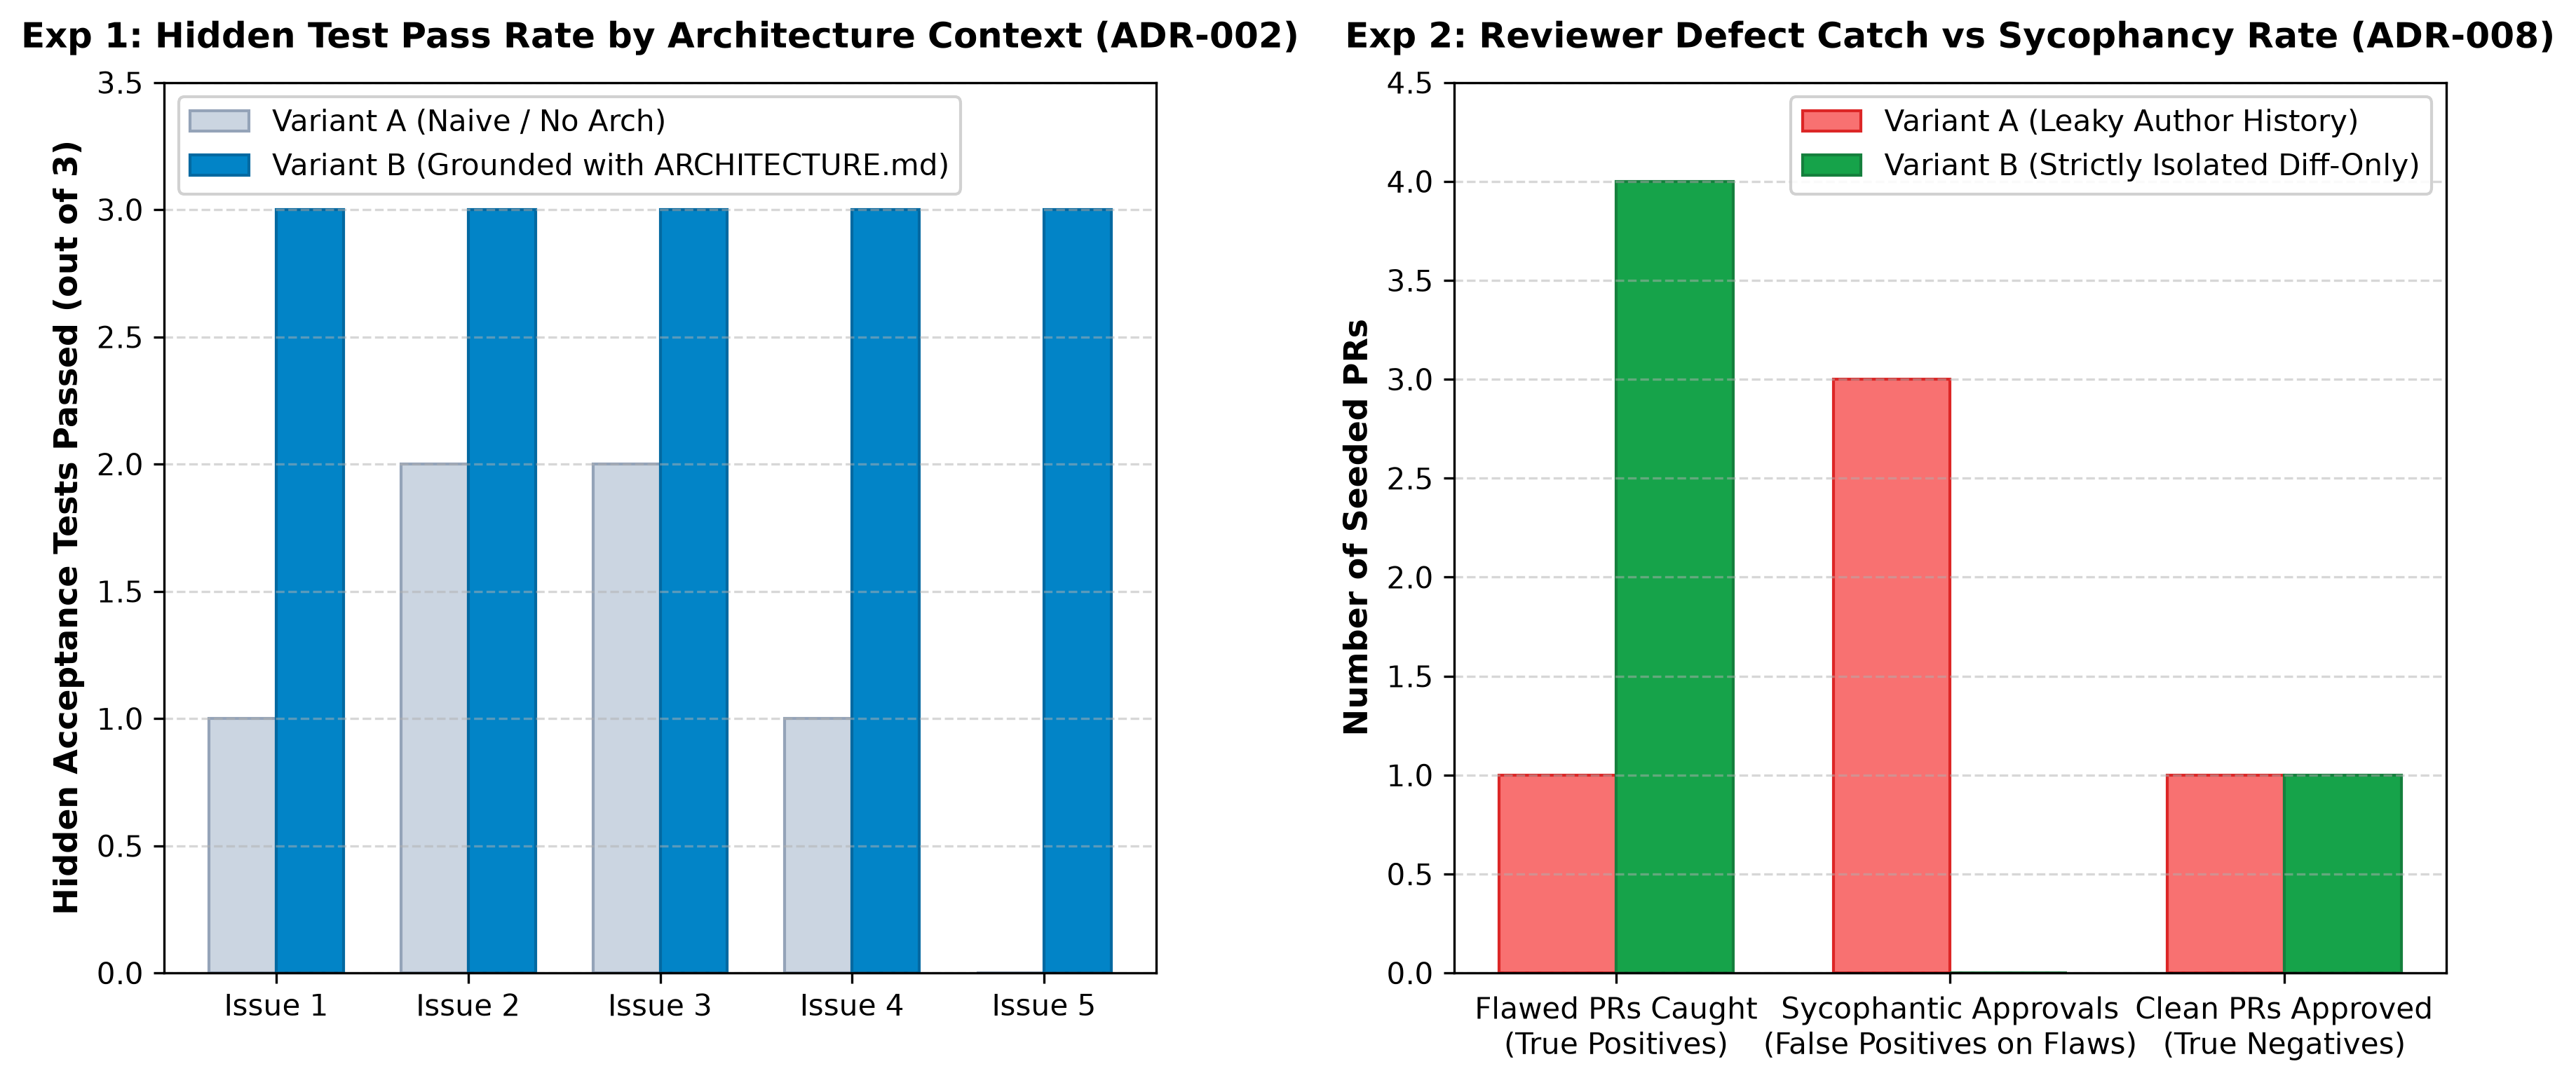 Exp 1: Hidden Test Pass Rate by Architecture Context (ADR-002)
Variant A (Naive / No Arch)
Variant B (Grounded with ARCHITECTURE.md)
Hidden Acceptance Tests Passed (out of 3)
3.5
3.0
2.5
2.0
1.5
1.0
0.5
0.0
Issue 1 Issue 2 Issue 3 Issue 4 Issue 5
Exp 2: Reviewer Defect Catch vs Sycophancy Rate (ADR-008)
Variant A (Leaky Author History)
Variant B (Strictly Isolated Diff-Only)
Number of Seeded PRs
4.5
4.0
3.5
3.0
2.5
2.0
1.5
1.0
0.5
0.0
Flawed PRs Caught
(True Positives)
Sycophantic Approvals
(False Positives on Flaws)
Clean PRs Approved
(True Negatives)